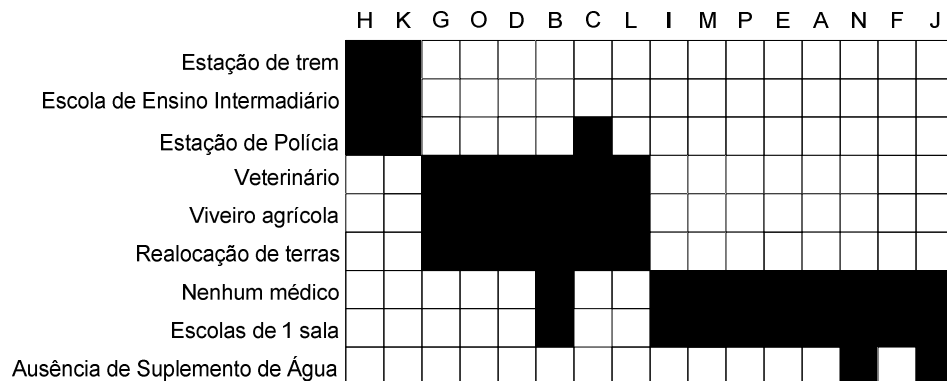 H K G O D B C L I M P E A N F J
Estação de trem
Escola de Ensino Intermadiário
Estação de Polícia
Veterinário
Viveiro agrícola
Realocação de terras
Nenhum médico
Escolas de 1 sala
Ausência de Suplemento de Água